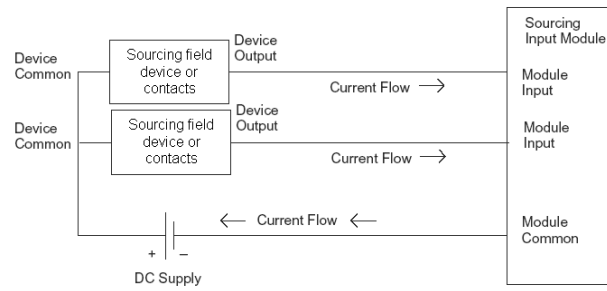 Sourcing
Input Module
Device
Common
Sourcing field
device or
contacts
Device
Output
Current Flow
Module
Input
Device
Common
Sourcing field
device or
contacts
Device
Output
Current Flow
Module
Input
Current Flow
Module
Common
+ –
DC Supply